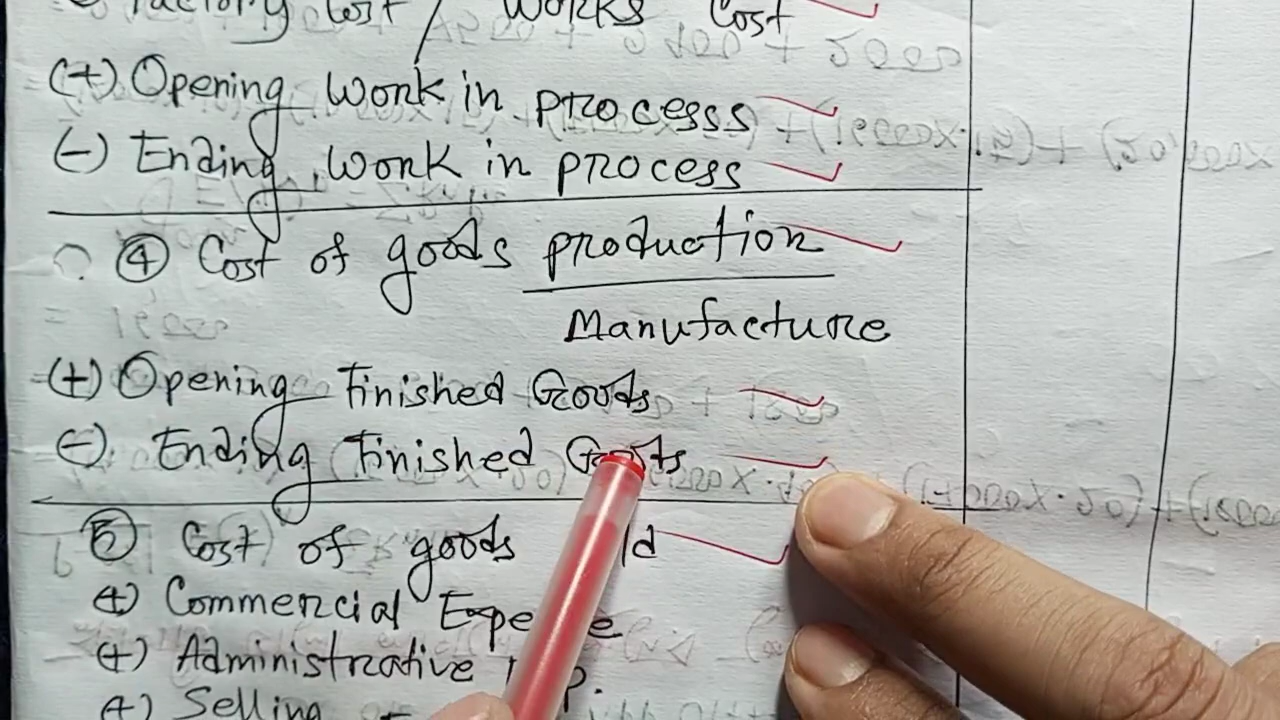 Factory Cost / Works Cost
(+) Opening Work in processs
(-) Ending Work in process
④ Cost of goods production
Manufacture
(+) Opening Finished Goods
(-) Ending Finished Goods
⑤ Cost of goods
(+) Commercial
(+) Administrative
(+) Selling